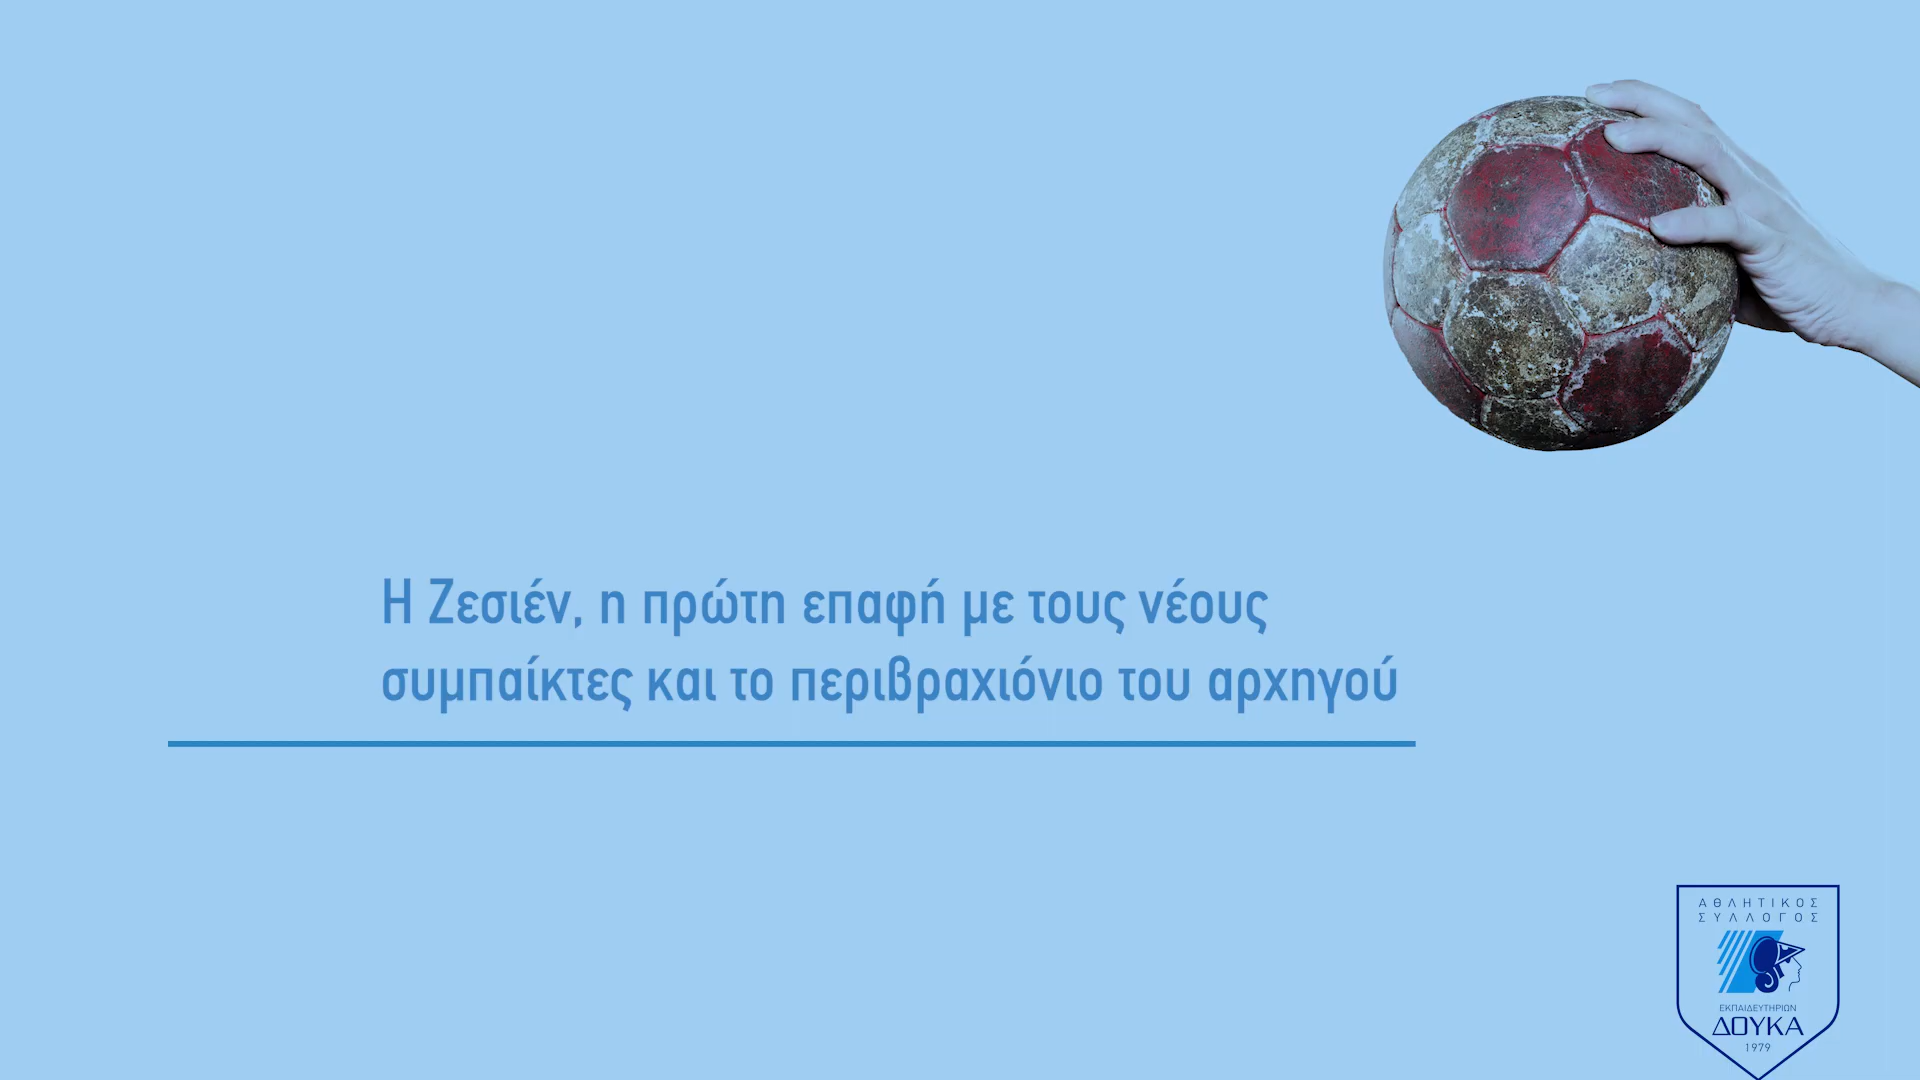 Η Ζεσιέν, η πρώτη επαφή με τους νέους
συμπαίκτες και το περιβραχιόνιο του αρχηγού
ΑΘΛΗΤΙΚΟΣ
ΣΥΛΛΟΓΟΣ
ΕΚΠΑΙΔΕΥΤΗΡΙΩΝ
ΔΟΥΚΑ
1979